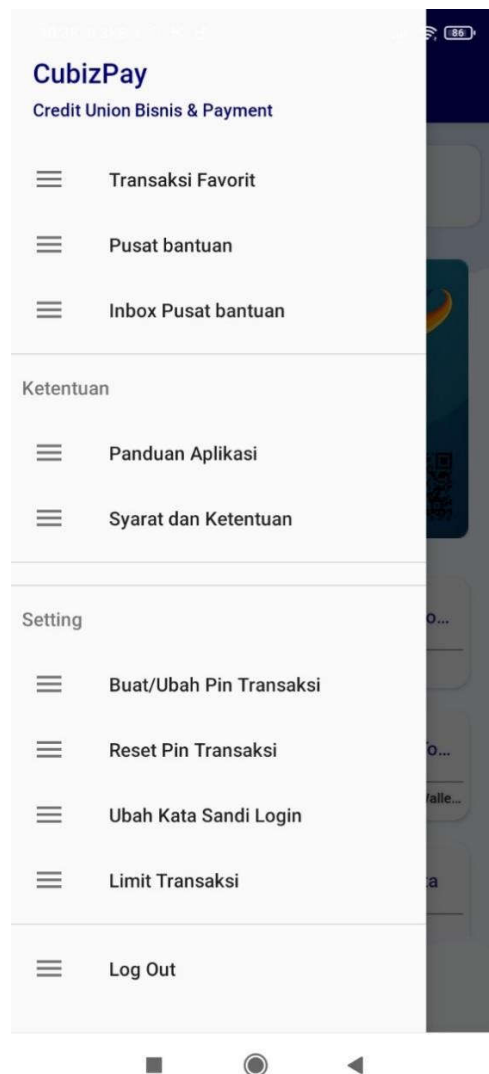 86
CubizPay
Credit Union Bisnis & Payment
Transaksi Favorit
Pusat bantuan
Inbox Pusat bantuan
Ketentuan
Panduan Aplikasi
Syarat dan Ketentuan
Setting
o...
Buat/Ubah Pin Transaksi
Reset Pin Transaksi
o...
Ubah Kata Sandi Login
Limit Transaksi
Log Out